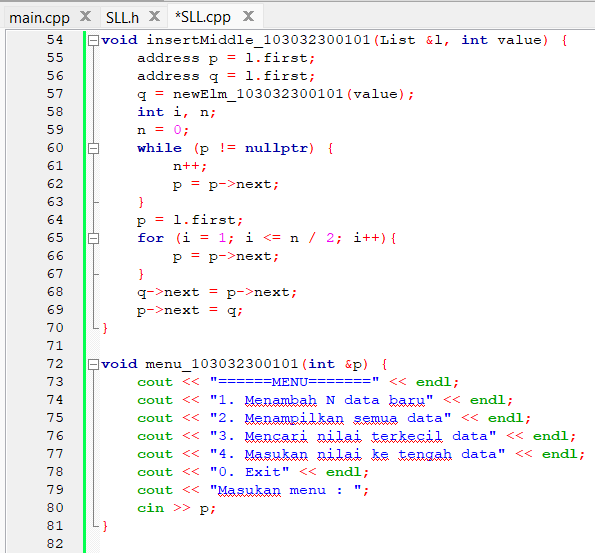 main.cpp X SLL.h X *SLL.cpp X
54 void insertMiddle_103032300101(List &l, int value) {
55 address p = l.first;
56 address q = l.first;
57 q = newElm_103032300101(value);
58 int i, n;
59 n = 0;
60 while (p != nullptr) {
61 n++;
62 p = p->next;
63 }
64 p = l.first;
65 for (i = 1; i <= n / 2; i++){
66 p = p->next;
67 }
68 q->next = p->next;
69 p->next = q;
70 }
71
72 void menu_103032300101(int &p) {
73 cout << "======MENU=======" << endl;
74 cout << "1. Menambah N data baru" << endl;
75 cout << "2. Menampilkan semua data" << endl;
76 cout << "3. Mencari nilai terkecil data" << endl;
77 cout << "4. Masukan nilai ke tengah data" << endl;
78 cout << "0. Exit" << endl;
79 cout << "Masukan menu : ";
80 cin >> p;
81 }
82